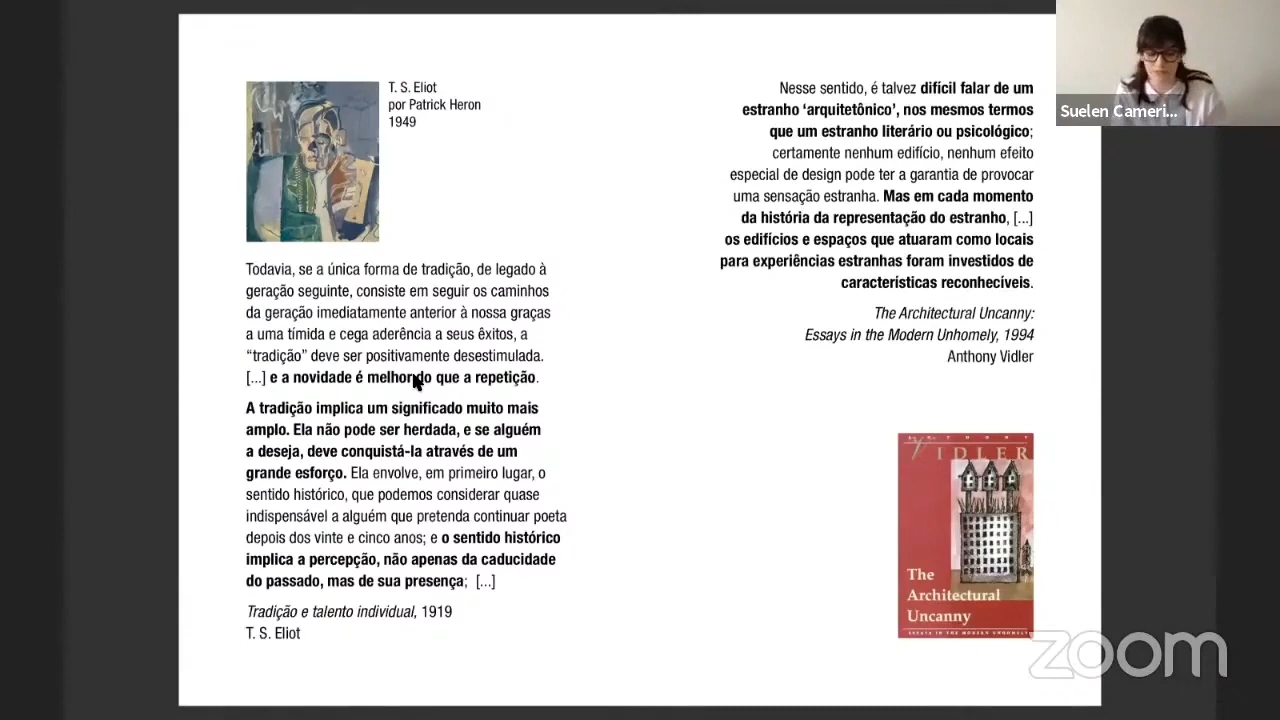 T. S. Eliot
por Patrick Heron
1949
Todavia, se a única forma de tradição, de legado à
geração seguinte, consiste em seguir os caminhos
da geração imediatamente anterior à nossa graças
a uma tímida e cega aderência a seus êxitos, a
“tradição” deve ser positivamente desestimulada.
[...] e a novidade é melhor do que a repetição.
A tradição implica um significado muito mais
amplo. Ela não pode ser herdada, e se alguém
a deseja, deve conquistá-la através de um
grande esforço. Ela envolve, em primeiro lugar, o
sentido histórico, que podemos considerar quase
indispensável a alguém que pretenda continuar poeta
depois dos vinte e cinco anos; e o sentido histórico
implica a percepção, não apenas da caducidade
do passado, mas de sua presença; [...]
Tradição e talento individual, 1919
T. S. Eliot
Nesse sentido, é talvez difícil falar de um
estranho ‘arquitetônico’, nos mesmos termos
que um estranho literário ou psicológico;
certamente nenhum edifício, nenhum efeito
especial de design pode ter a garantia de provocar
uma sensação estranha. Mas em cada momento
da história da representação do estranho, [...]
os edifícios e espaços que atuaram como locais
para experiências estranhas foram investidos de
características reconhecíveis.
The Architectural Uncanny:
Essays in the Modern Unhomely, 1994
Anthony Vidler
ANTHONY
VIDLER
The
Architectural
Uncanny
ESSAYS IN THE MODERN UNHOMELY
Suelen Cameri...
zoom